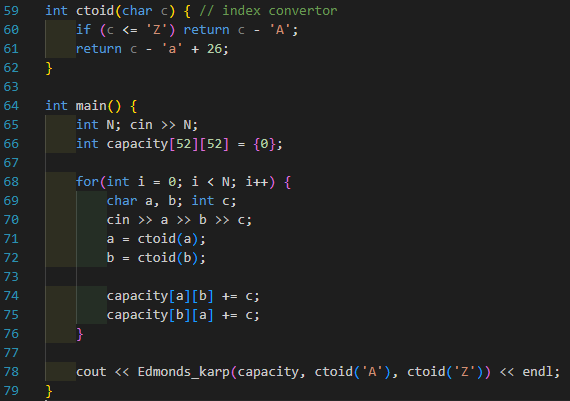 59 int ctoid(char c) { // index convertor
60     if (c <= 'Z') return c - 'A';
61     return c - 'a' + 26;
62 }
63
64 int main() {
65     int N; cin >> N;
66     int capacity[52][52] = {0};
67
68     for(int i = 0; i < N; i++) {
69         char a, b; int c;
70         cin >> a >> b >> c;
71         a = ctoid(a);
72         b = ctoid(b);
73
74         capacity[a][b] += c;
75         capacity[b][a] += c;
76     }
77
78     cout << Edmonds_karp(capacity, ctoid('A'), ctoid('Z')) << endl;
79 }